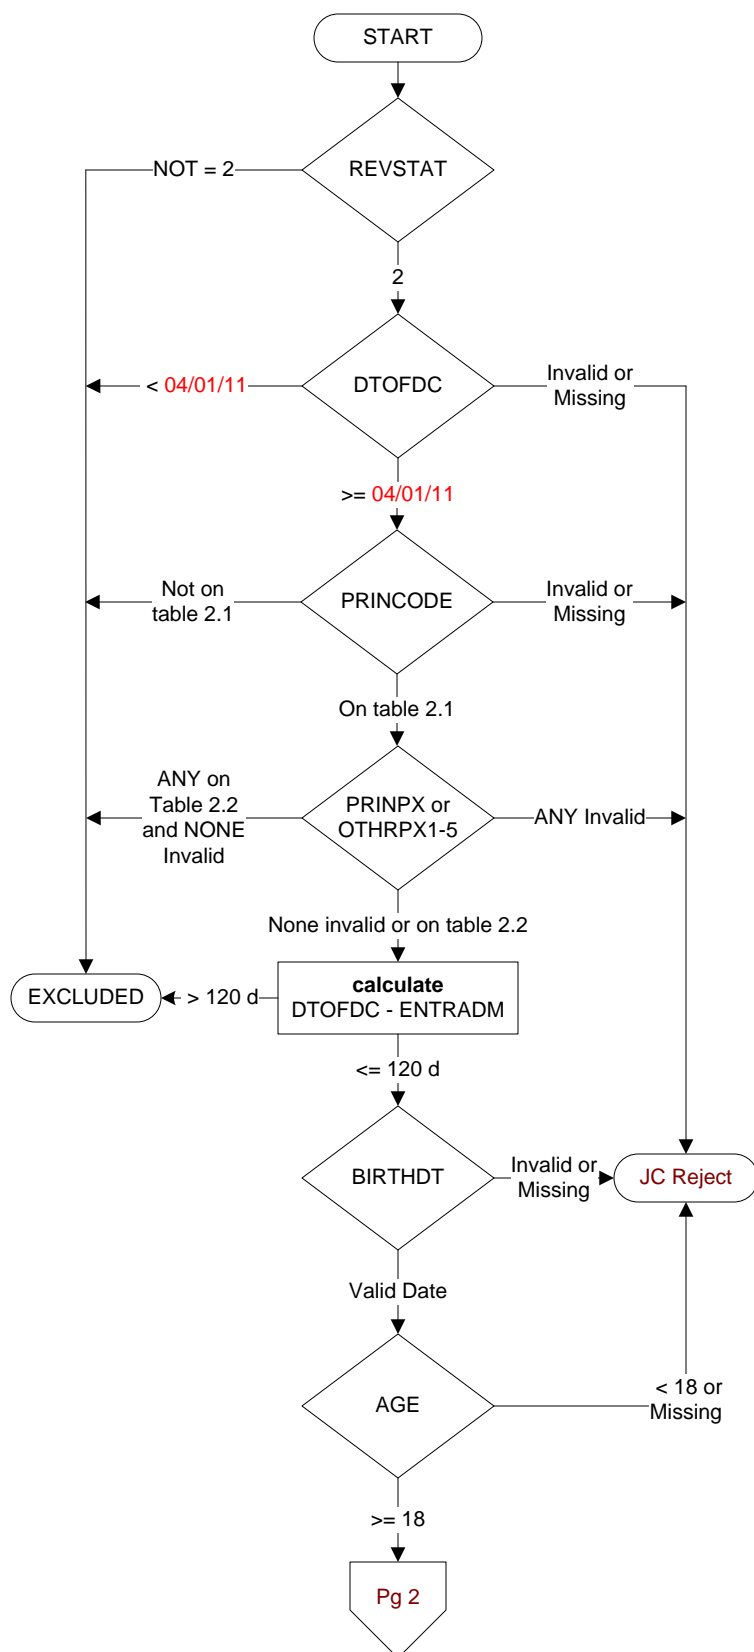 START
NOT = 2
REVSTAT
2
< 04/01/11
DTOFDC
Invalid or
Missing
>= 04/01/11
Not on
table 2.1
PRINCODE
Invalid or
Missing
On table 2.1
ANY on
Table 2.2
and NONE
Invalid
PRINPX or
OTHRPX1-5
ANY Invalid
None invalid or on table 2.2
EXCLUDED
> 120 d
calculate
DTOFDC - ENTRADM
<= 120 d
BIRTHDT
Invalid or
Missing
JC Reject
Valid Date
AGE
< 18 or
Missing
>= 18
Pg 2